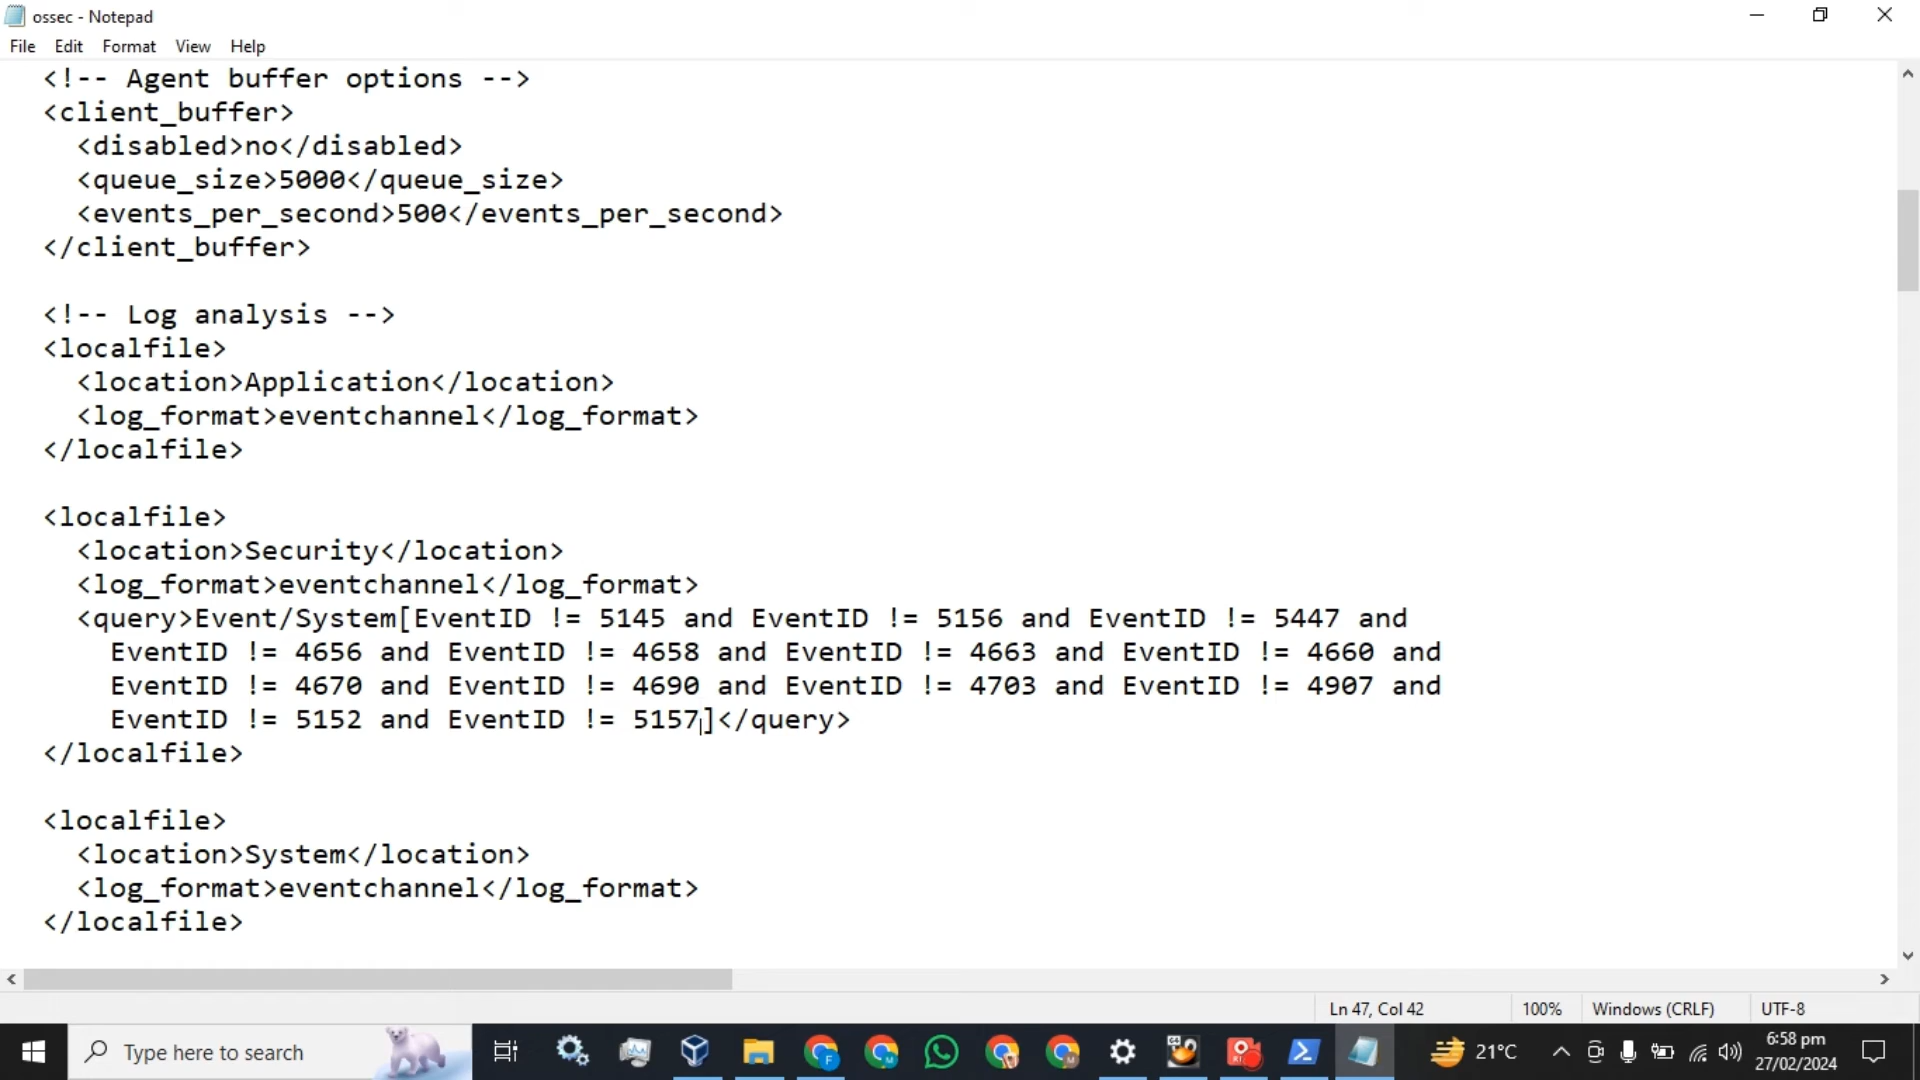 ossec - Notepad
File Edit Format View Help
<!-- Agent buffer options -->
<client_buffer>
<disabled>no</disabled>
<queue_size>5000</queue_size>
<events_per_second>500</events_per_second>
</client_buffer>
<!-- Log analysis -->
<localfile>
<location>Application</location>
<log_format>eventchannel</log_format>
</localfile>
<localfile>
<location>Security</location>
<log_format>eventchannel</log_format>
<query>Event/System[EventID != 5145 and EventID != 5156 and EventID != 5447 and
EventID != 4656 and EventID != 4658 and EventID != 4663 and EventID != 4660 and
EventID != 4670 and EventID != 4690 and EventID != 4703 and EventID != 4907 and
EventID != 5152 and EventID != 5157]</query>
</localfile>
<localfile>
<location>System</location>
<log_format>eventchannel</log_format>
</localfile>
Ln 47, Col 42 100% Windows (CRLF) UTF-8
Type here to search
21°C
6:58 pm
27/02/2024